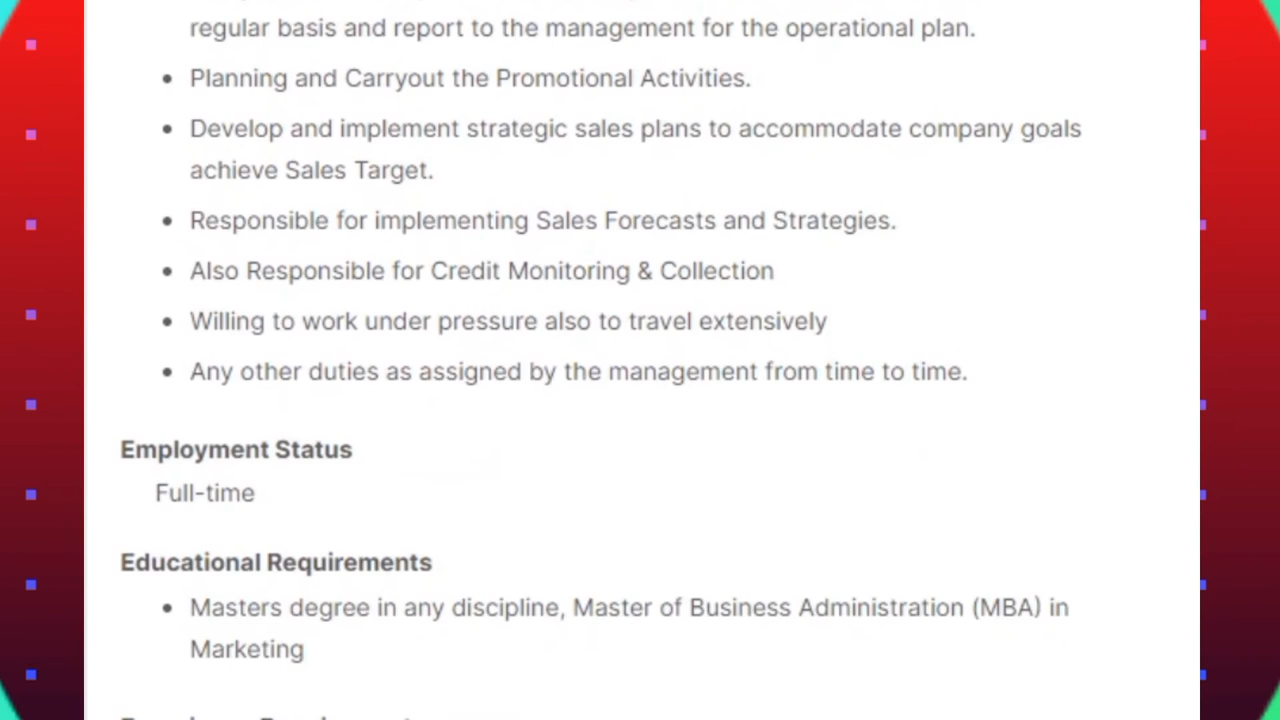 regular basis and report to the management for the operational plan.
• Planning and Carryout the Promotional Activities.
• Develop and implement strategic sales plans to accommodate company goals
achieve Sales Target.
• Responsible for implementing Sales Forecasts and Strategies.
• Also Responsible for Credit Monitoring & Collection
• Willing to work under pressure also to travel extensively
• Any other duties as assigned by the management from time to time.
Employment Status
Full-time
Educational Requirements
• Masters degree in any discipline, Master of Business Administration (MBA) in
Marketing